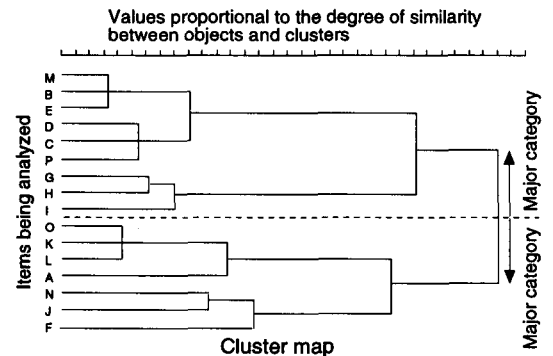 Values proportional to the degree of similarity
between objects and clusters
Items being analyzed
M
B
E
D
C
P
G
H
I
O
K
L
A
N
J
F
Major category
Major category
Cluster map